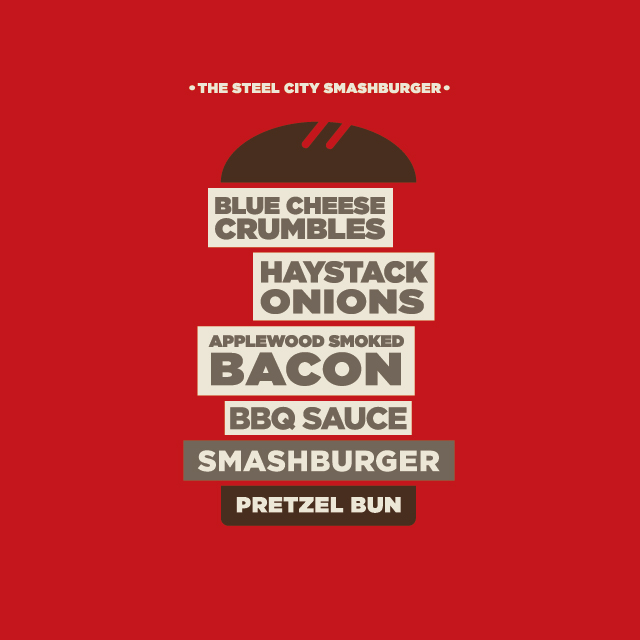 •THE STEEL CITY SMASHBURGER•
BLUE CHEESE
CRUMBLES
HAYSTACK
ONIONS
APPLEWOOD SMOKED
BACON
BBQ SAUCE
SMASHBURGER
PRETZEL BUN